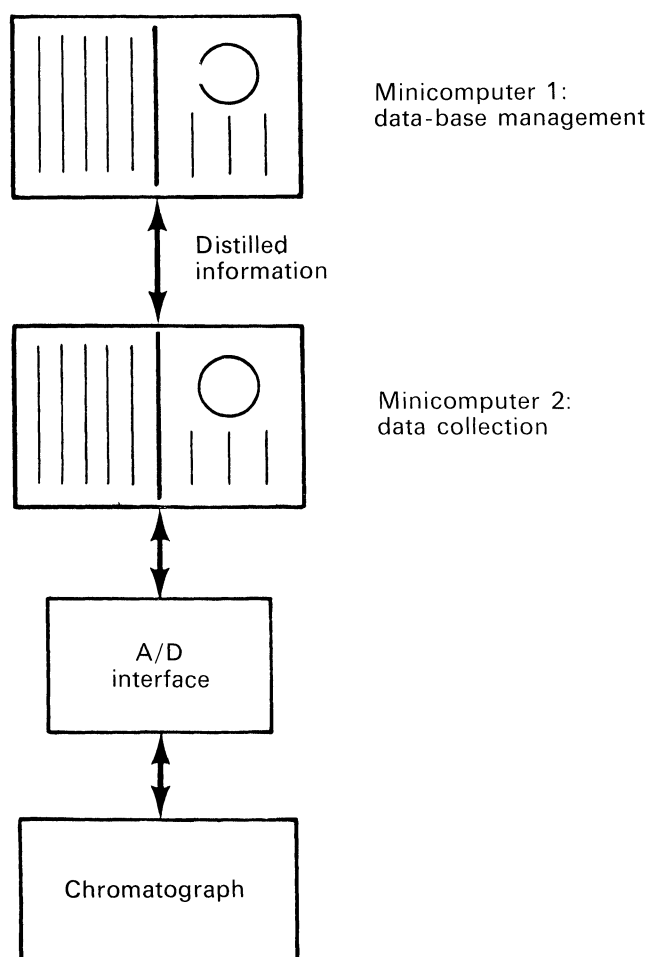 Minicomputer 1:
data-base management
Distilled
information
Minicomputer 2:
data collection
A/D
interface
Chromatograph